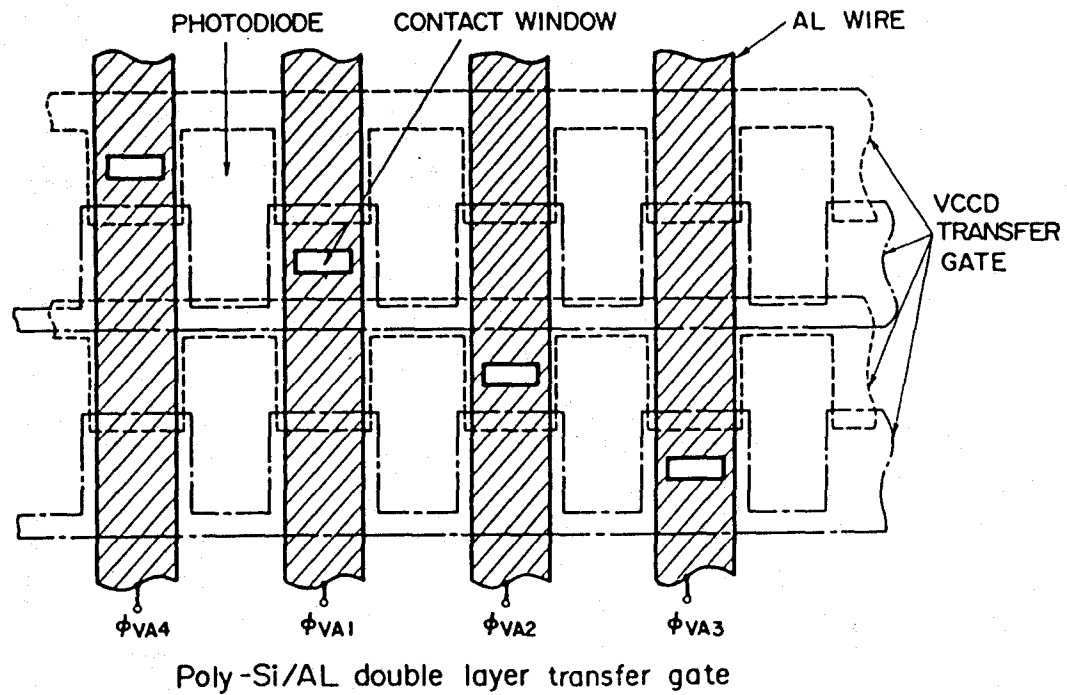 PHOTODIODE
CONTACT WINDOW
AL WIRE
VCCD
TRANSFER
GATE
ϕVA4
ϕVA1
ϕVA2
ϕVA3
Poly-Si/AL double layer transfer gate